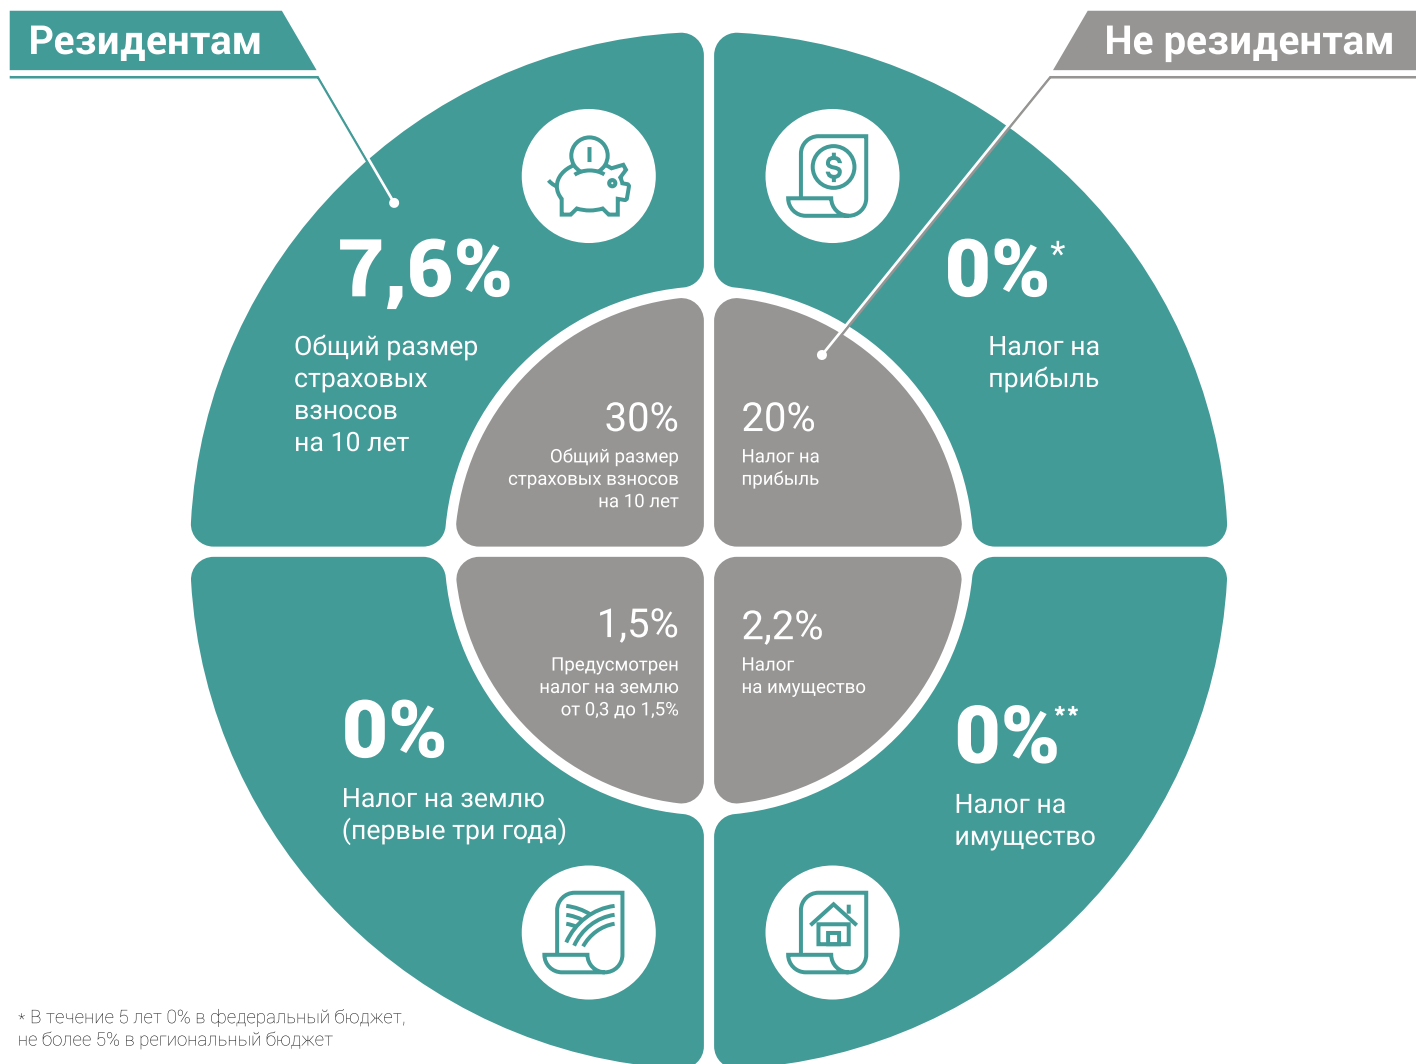 Резидентам
Не резидентам
7,6%
Общий размер
страховых
взносов
на 10 лет
0%*
Налог на
прибыль
30%
Общий размер
страховых взносов
на 10 лет
20%
Налог на
прибыль
1,5%
Предусмотрен
налог на землю
от 0,3 до 1,5%
2,2%
Налог
на имущество
0%
Налог на землю
(первые три года)
0%**
Налог на
имущество
* В течение 5 лет 0% в федеральный бюджет,
не более 5% в региональный бюджет